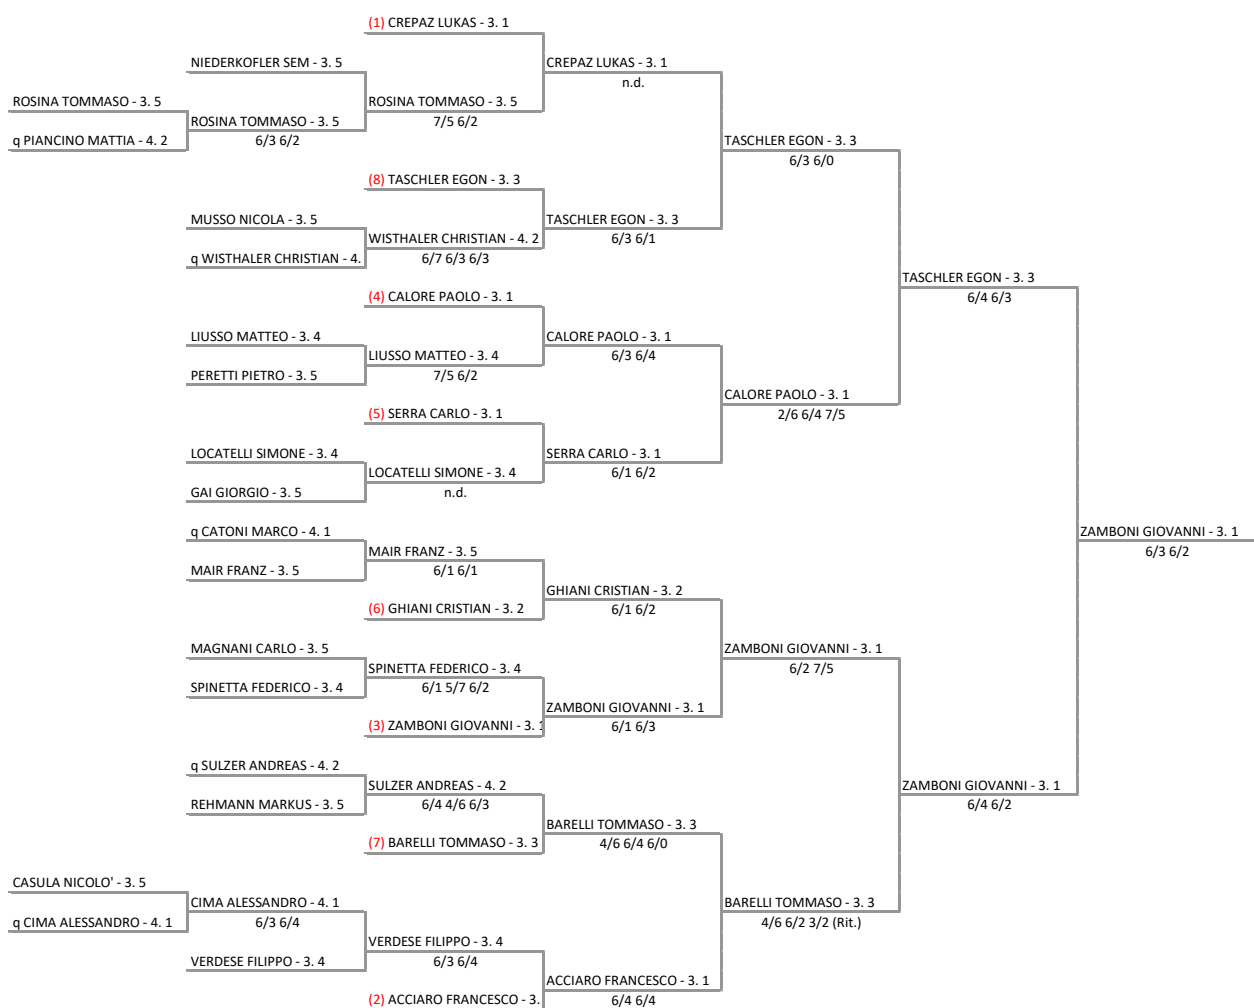 (1) CREPAZ LUKAS - 3. 1
NIEDERKOFLER SEM - 3. 5
CREPAZ LUKAS - 3. 1
n.d.
ROSINA TOMMASO - 3. 5
ROSINA TOMMASO - 3. 5
7/5 6/2
ROSINA TOMMASO - 3. 5
6/3 6/2
q PIANCINO MATTIA - 4. 2
TASCHLER EGON - 3. 3
6/3 6/0
(8) TASCHLER EGON - 3. 3
MUSSO NICOLA - 3. 5
TASCHLER EGON - 3. 3
6/3 6/1
WISTHALER CHRISTIAN - 4. 2
6/7 6/3 6/3
q WISTHALER CHRISTIAN - 4.
TASCHLER EGON - 3. 3
6/4 6/3
(4) CALORE PAOLO - 3. 1
LIUSSO MATTEO - 3. 4
CALORE PAOLO - 3. 1
6/3 6/4
LIUSSO MATTEO - 3. 4
7/5 6/2
PERETTI PIETRO - 3. 5
CALORE PAOLO - 3. 1
2/6 6/4 7/5
(5) SERRA CARLO - 3. 1
LOCATELLI SIMONE - 3. 4
SERRA CARLO - 3. 1
6/1 6/2
LOCATELLI SIMONE - 3. 4
n.d.
GAI GIORGIO - 3. 5
q CATONI MARCO - 4. 1
ZAMBONI GIOVANNI - 3. 1
6/3 6/2
MAIR FRANZ - 3. 5
6/1 6/1
MAIR FRANZ - 3. 5
GHIANI CRISTIAN - 3. 2
6/1 6/2
(6) GHIANI CRISTIAN - 3. 2
MAGNANI CARLO - 3. 5
ZAMBONI GIOVANNI - 3. 1
6/2 7/5
SPINETTA FEDERICO - 3. 4
6/1 5/7 6/2
SPINETTA FEDERICO - 3. 4
ZAMBONI GIOVANNI - 3. 1
6/1 6/3
(3) ZAMBONI GIOVANNI - 3. 1
q SULZER ANDREAS - 4. 2
SULZER ANDREAS - 4. 2
6/4 4/6 6/3
ZAMBONI GIOVANNI - 3. 1
6/4 6/2
REHMANN MARKUS - 3. 5
BARELLI TOMMASO - 3. 3
4/6 6/4 6/0
(7) BARELLI TOMMASO - 3. 3
CASULA NICOLO' - 3. 5
CIMA ALESSANDRO - 4. 1
6/3 6/4
BARELLI TOMMASO - 3. 3
4/6 6/2 3/2 (Rit.)
q CIMA ALESSANDRO - 4. 1
VERDESE FILIPPO - 3. 4
6/3 6/4
VERDESE FILIPPO - 3. 4
ACCIARO FRANCESCO - 3. 1
6/4 6/4
(2) ACCIARO FRANCESCO - 3.